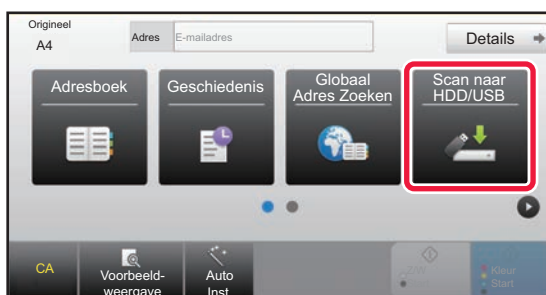 Origineel
A4
Adres
E-mailadres
Details
Adresboek
Geschiedenis
Globaal
Adres Zoeken
Scan naar
HDD/USB
CA
Voorbeeld-
weergave
Auto
Inst.
Z/W
Kleur
Start